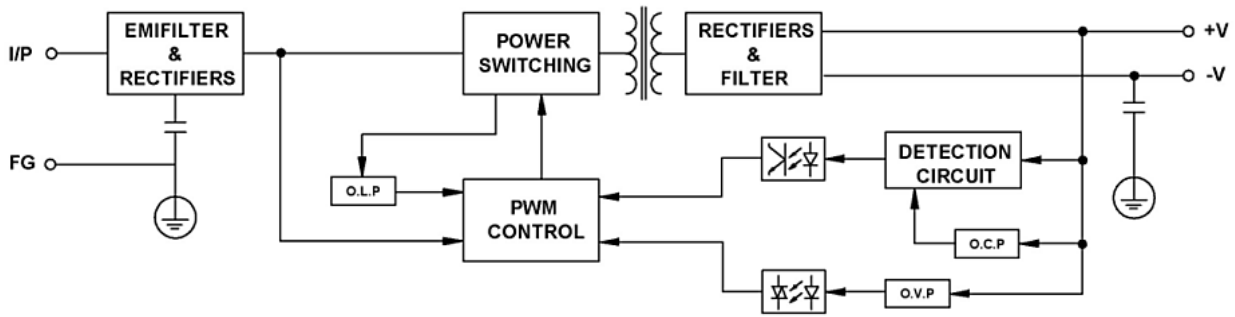 I/P
EMIFILTER
&
RECTIFIERS
POWER
SWITCHING
RECTIFIERS
&
FILTER
+V
-V
FG
O.L.P
PWM
CONTROL
DETECTION
CIRCUIT
O.C.P
O.V.P